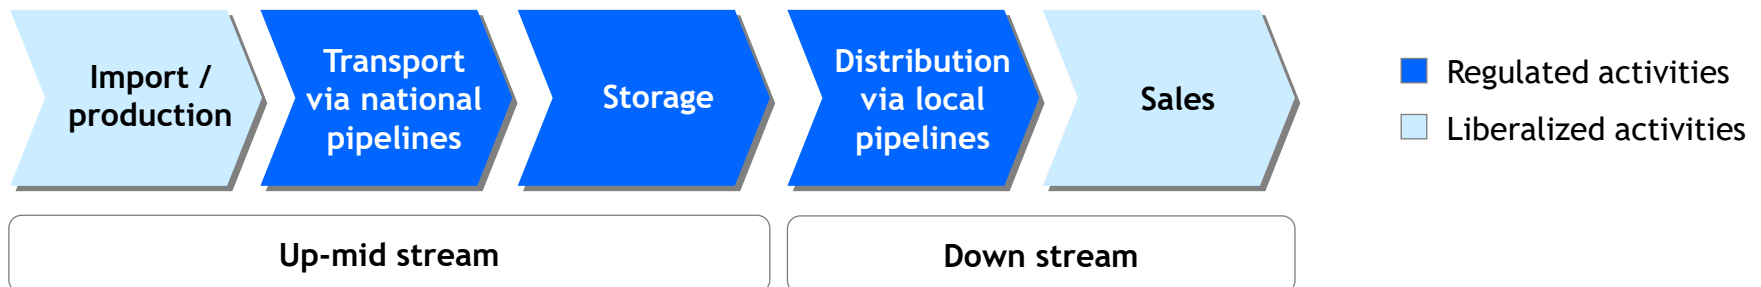 Import /
production
Transport
via national
pipelines
Storage
Distribution
via local
pipelines
Sales
Regulated activities
Liberalized activities
Up-mid stream
Down stream